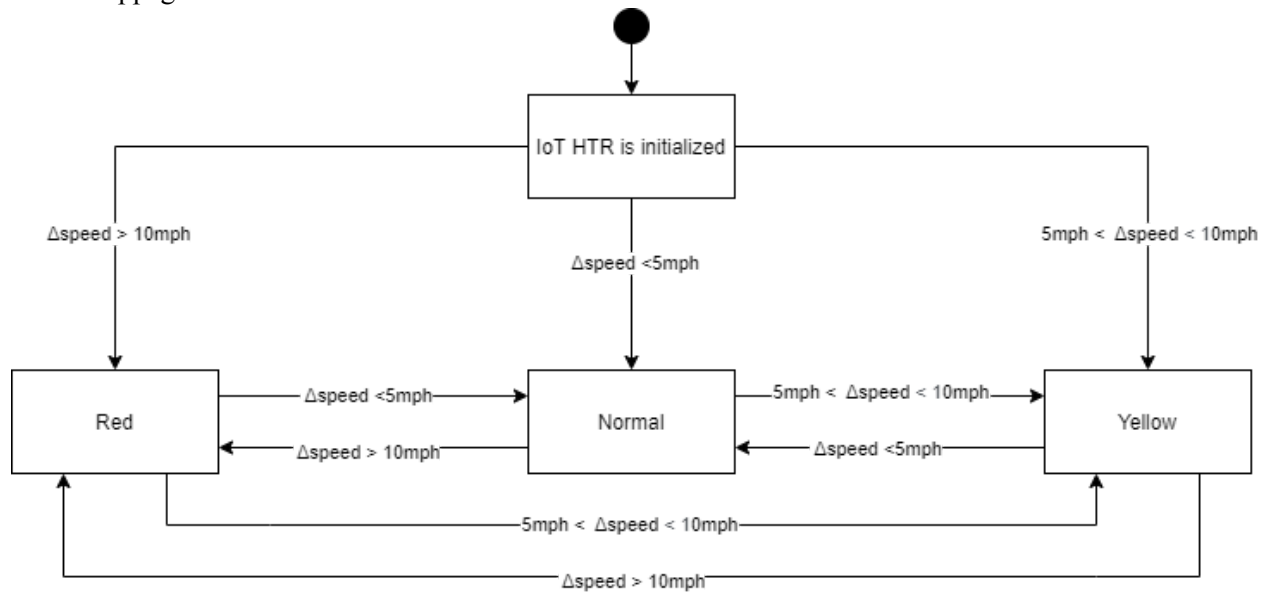 IoT HTR is initialized
Δspeed > 10mph
5mph < Δspeed < 10mph
Δspeed <5mph
Δspeed <5mph
5mph < Δspeed < 10mph
Red
Normal
Yellow
Δspeed > 10mph
Δspeed <5mph
5mph < Δspeed < 10mph
Δspeed > 10mph